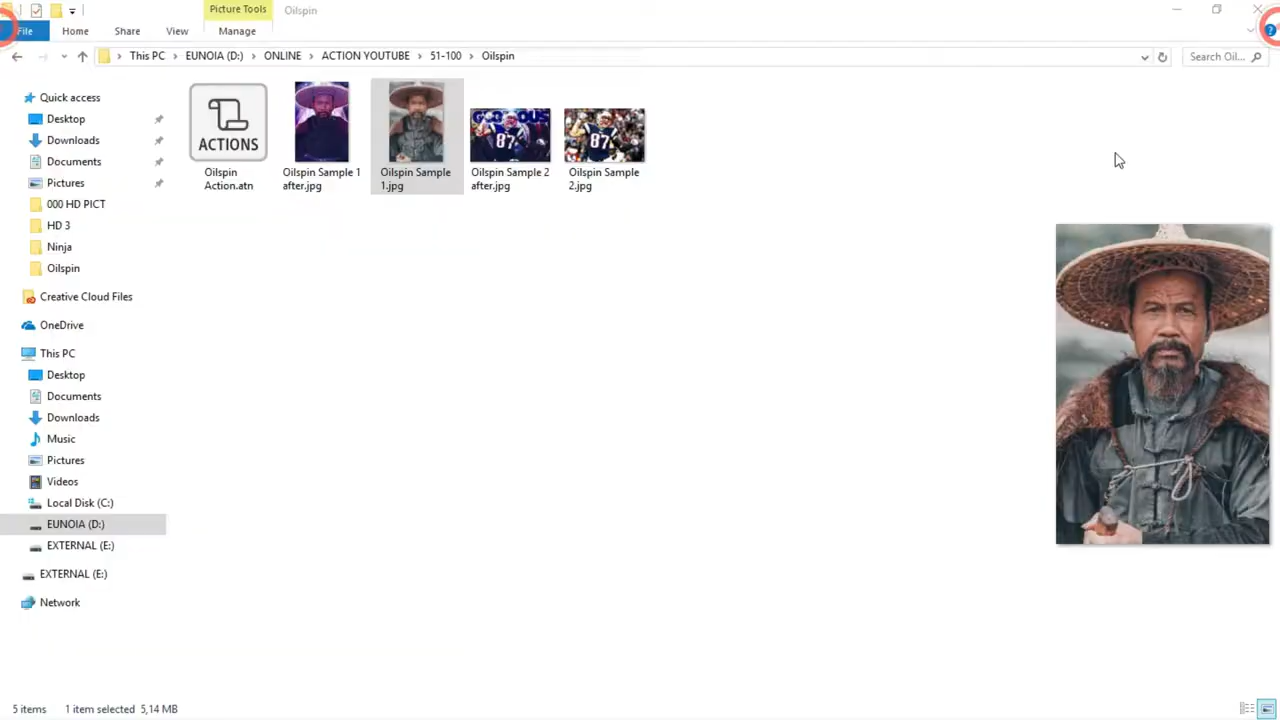 Picture Tools
Oilspin
File
Home
Share
View
Manage
This PC
EUNOIA (D:)
ONLINE
ACTION YOUTUBE
51-100
Oilspin
Search Oil...
Quick access
Desktop
Downloads
Documents
Pictures
000 HD PICT
HD 3
Ninja
Oilspin
Creative Cloud Files
OneDrive
This PC
Desktop
Documents
Downloads
Music
Pictures
Videos
Local Disk (C:)
EUNOIA (D:)
EXTERNAL (E:)
EXTERNAL (E:)
Network
ACTIONS
87
87
Oilspin
Action.atn
Oilspin Sample 1
after.jpg
Oilspin Sample
1.jpg
Oilspin Sample 2
after.jpg
Oilspin Sample
2.jpg
5 items
1 item selected 5,14 MB